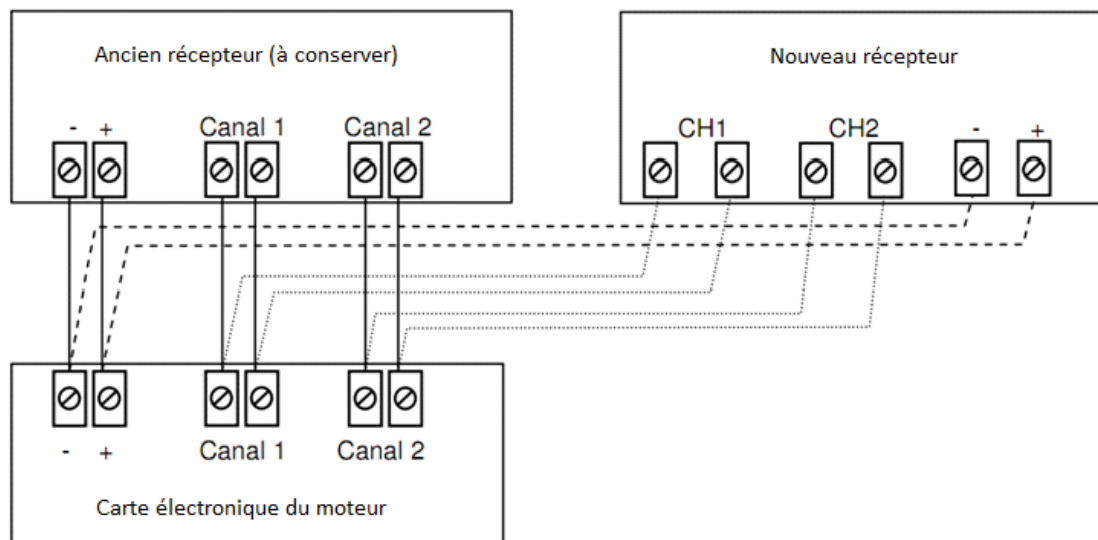 Ancien récepteur (à conserver)
- + Canal 1 Canal 2
Nouveau récepteur
CH1 CH2 - +
- + Canal 1 Canal 2
Carte électronique du moteur